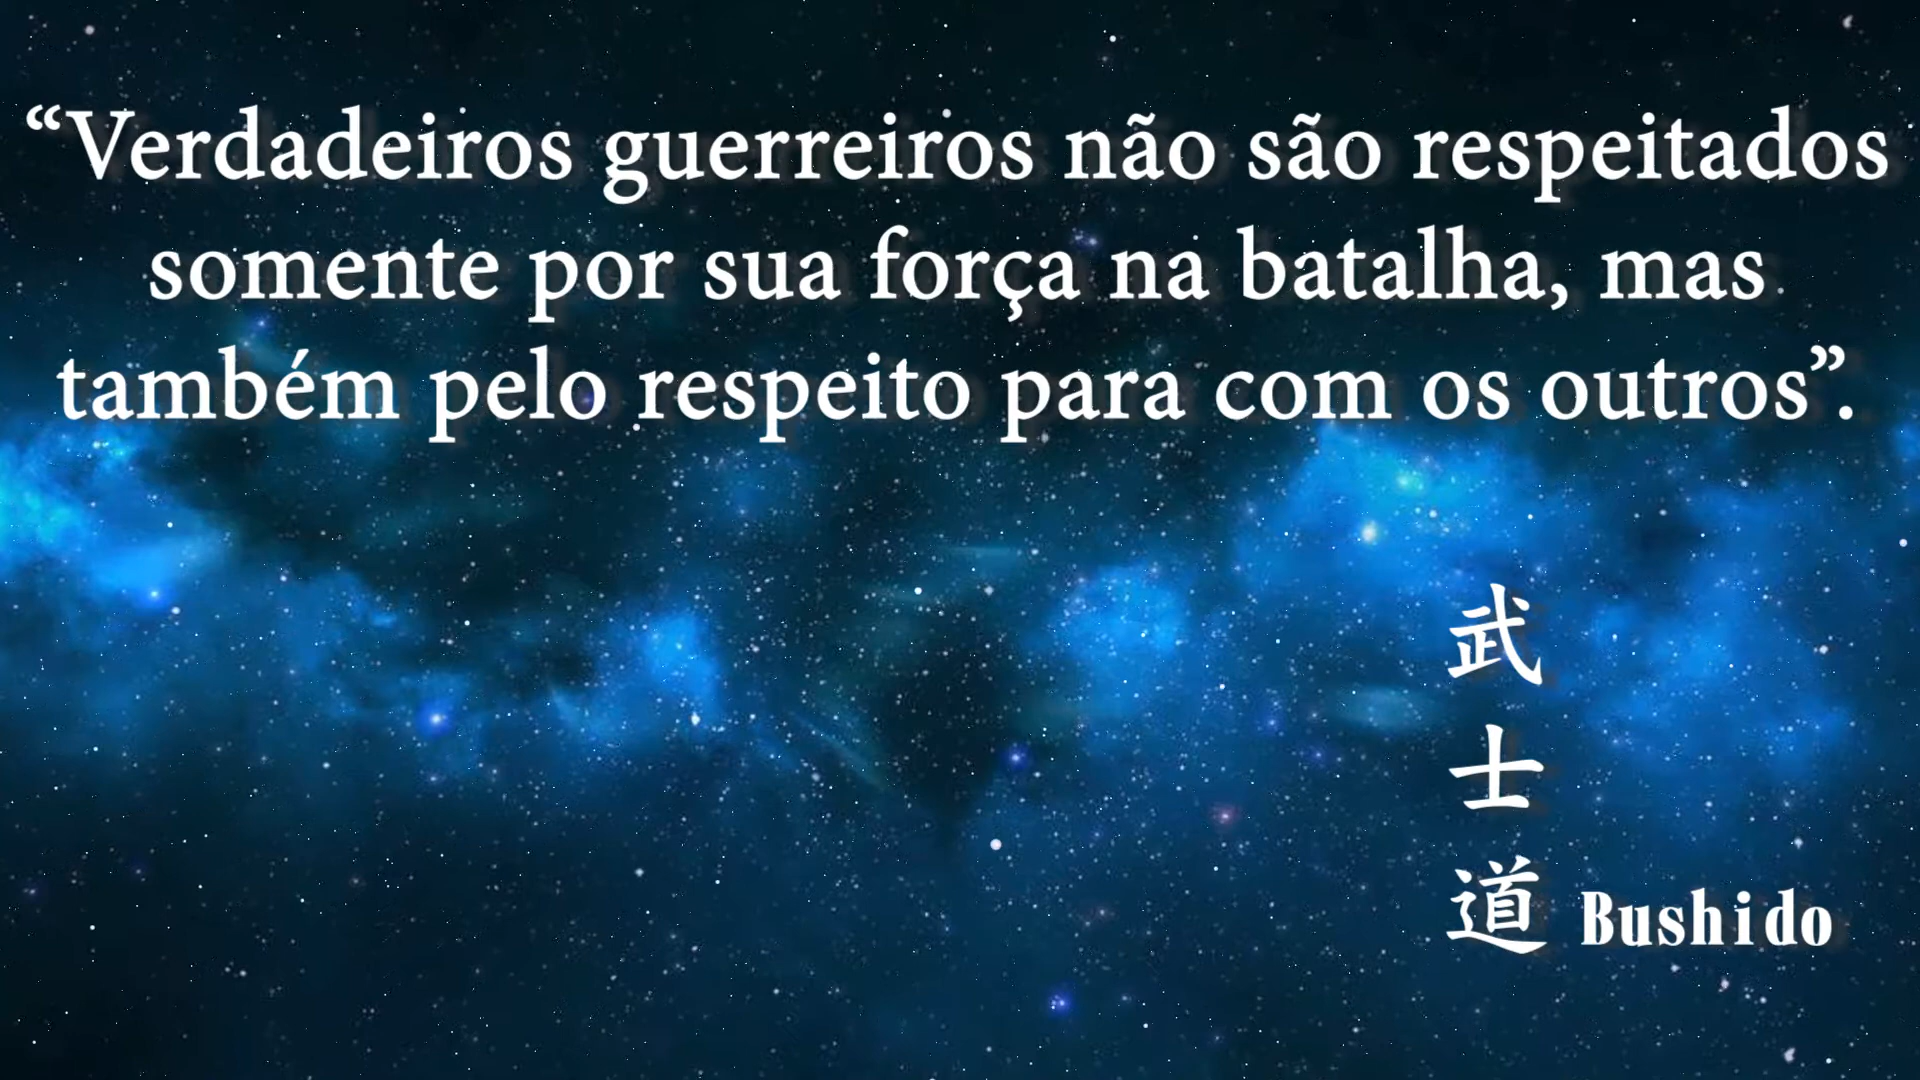 “Verdadeiros guerreiros não são respeitados
somente por sua força na batalha, mas
também pelo respeito para com os outros”.
武士道
Bushido